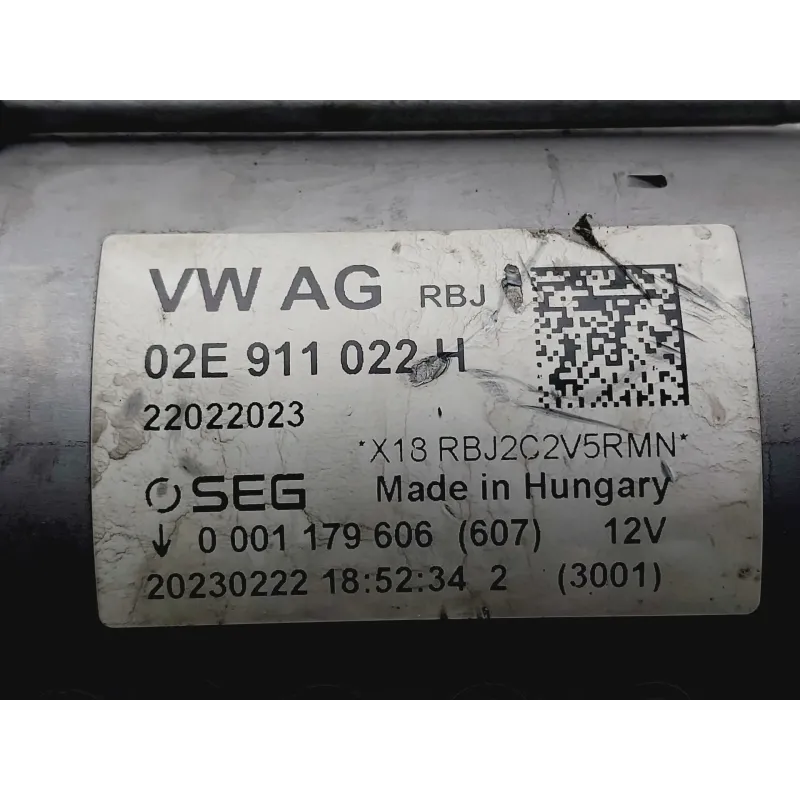 VW AG RBJ
02E 911 022 H
22022023
*X18 RBJ2C2V5RMN*
SEG Made in Hungary
↓ 0 001 179 606 (607) 12V
20230222 18:52:34 2 (3001)